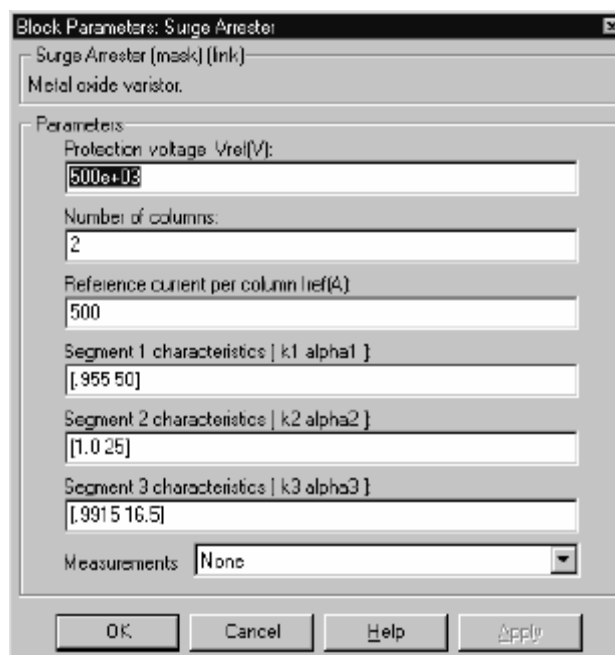 Block Parameters: Surge Arrester
Surge Arrester (mask) (link)
Metal oxide varistor.
Parameters
Protection voltage Vref(V):
500e+03
Number of columns:
2
Reference current per column Iref(A)
500
Segment 1 characteristics [ k1 alpha1 ]:
[.955 50]
Segment 2 characteristics [ k2 alpha2 ]:
[1.0 25]
Segment 3 characteristics [ k3 alpha3 ]:
[.9915 16.5]
Measurements None
OK Cancel Help Apply